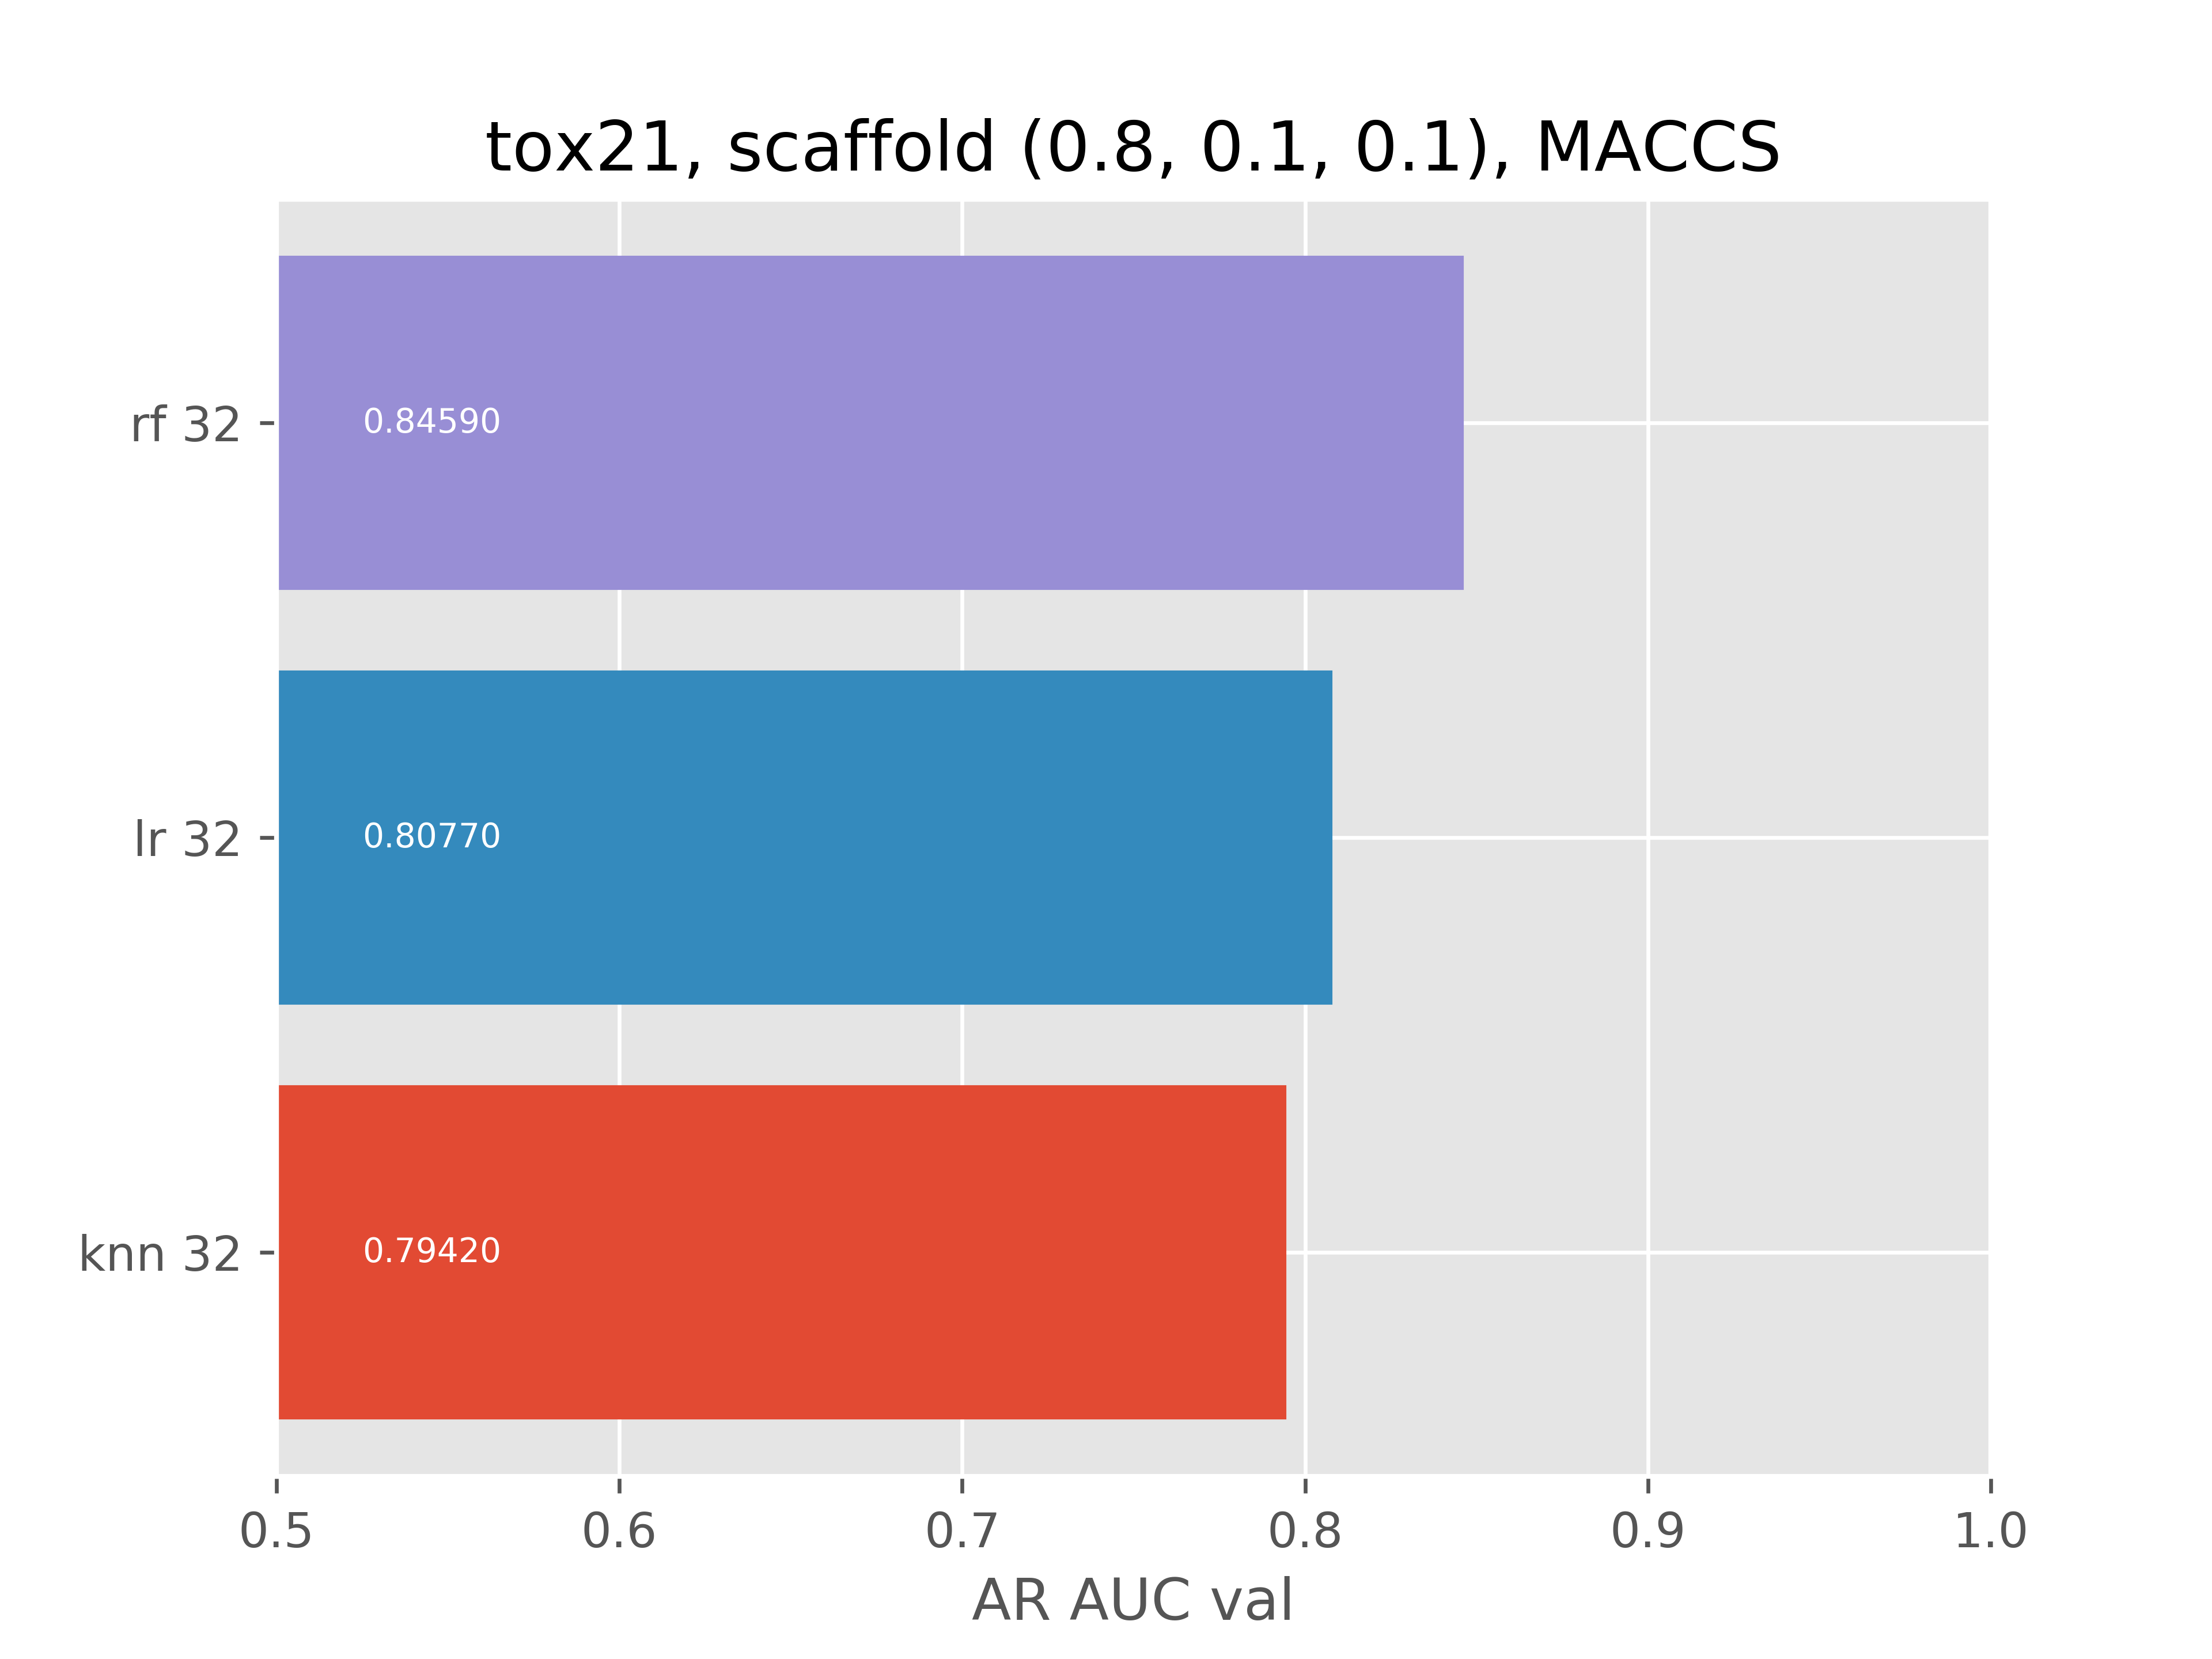 tox21, scaffold (0.8, 0.1, 0.1), MACCS
rf 32
0.84590
lr 32
0.80770
knn 32
0.79420
0.5 0.6 0.7 0.8 0.9 1.0
AR AUC val